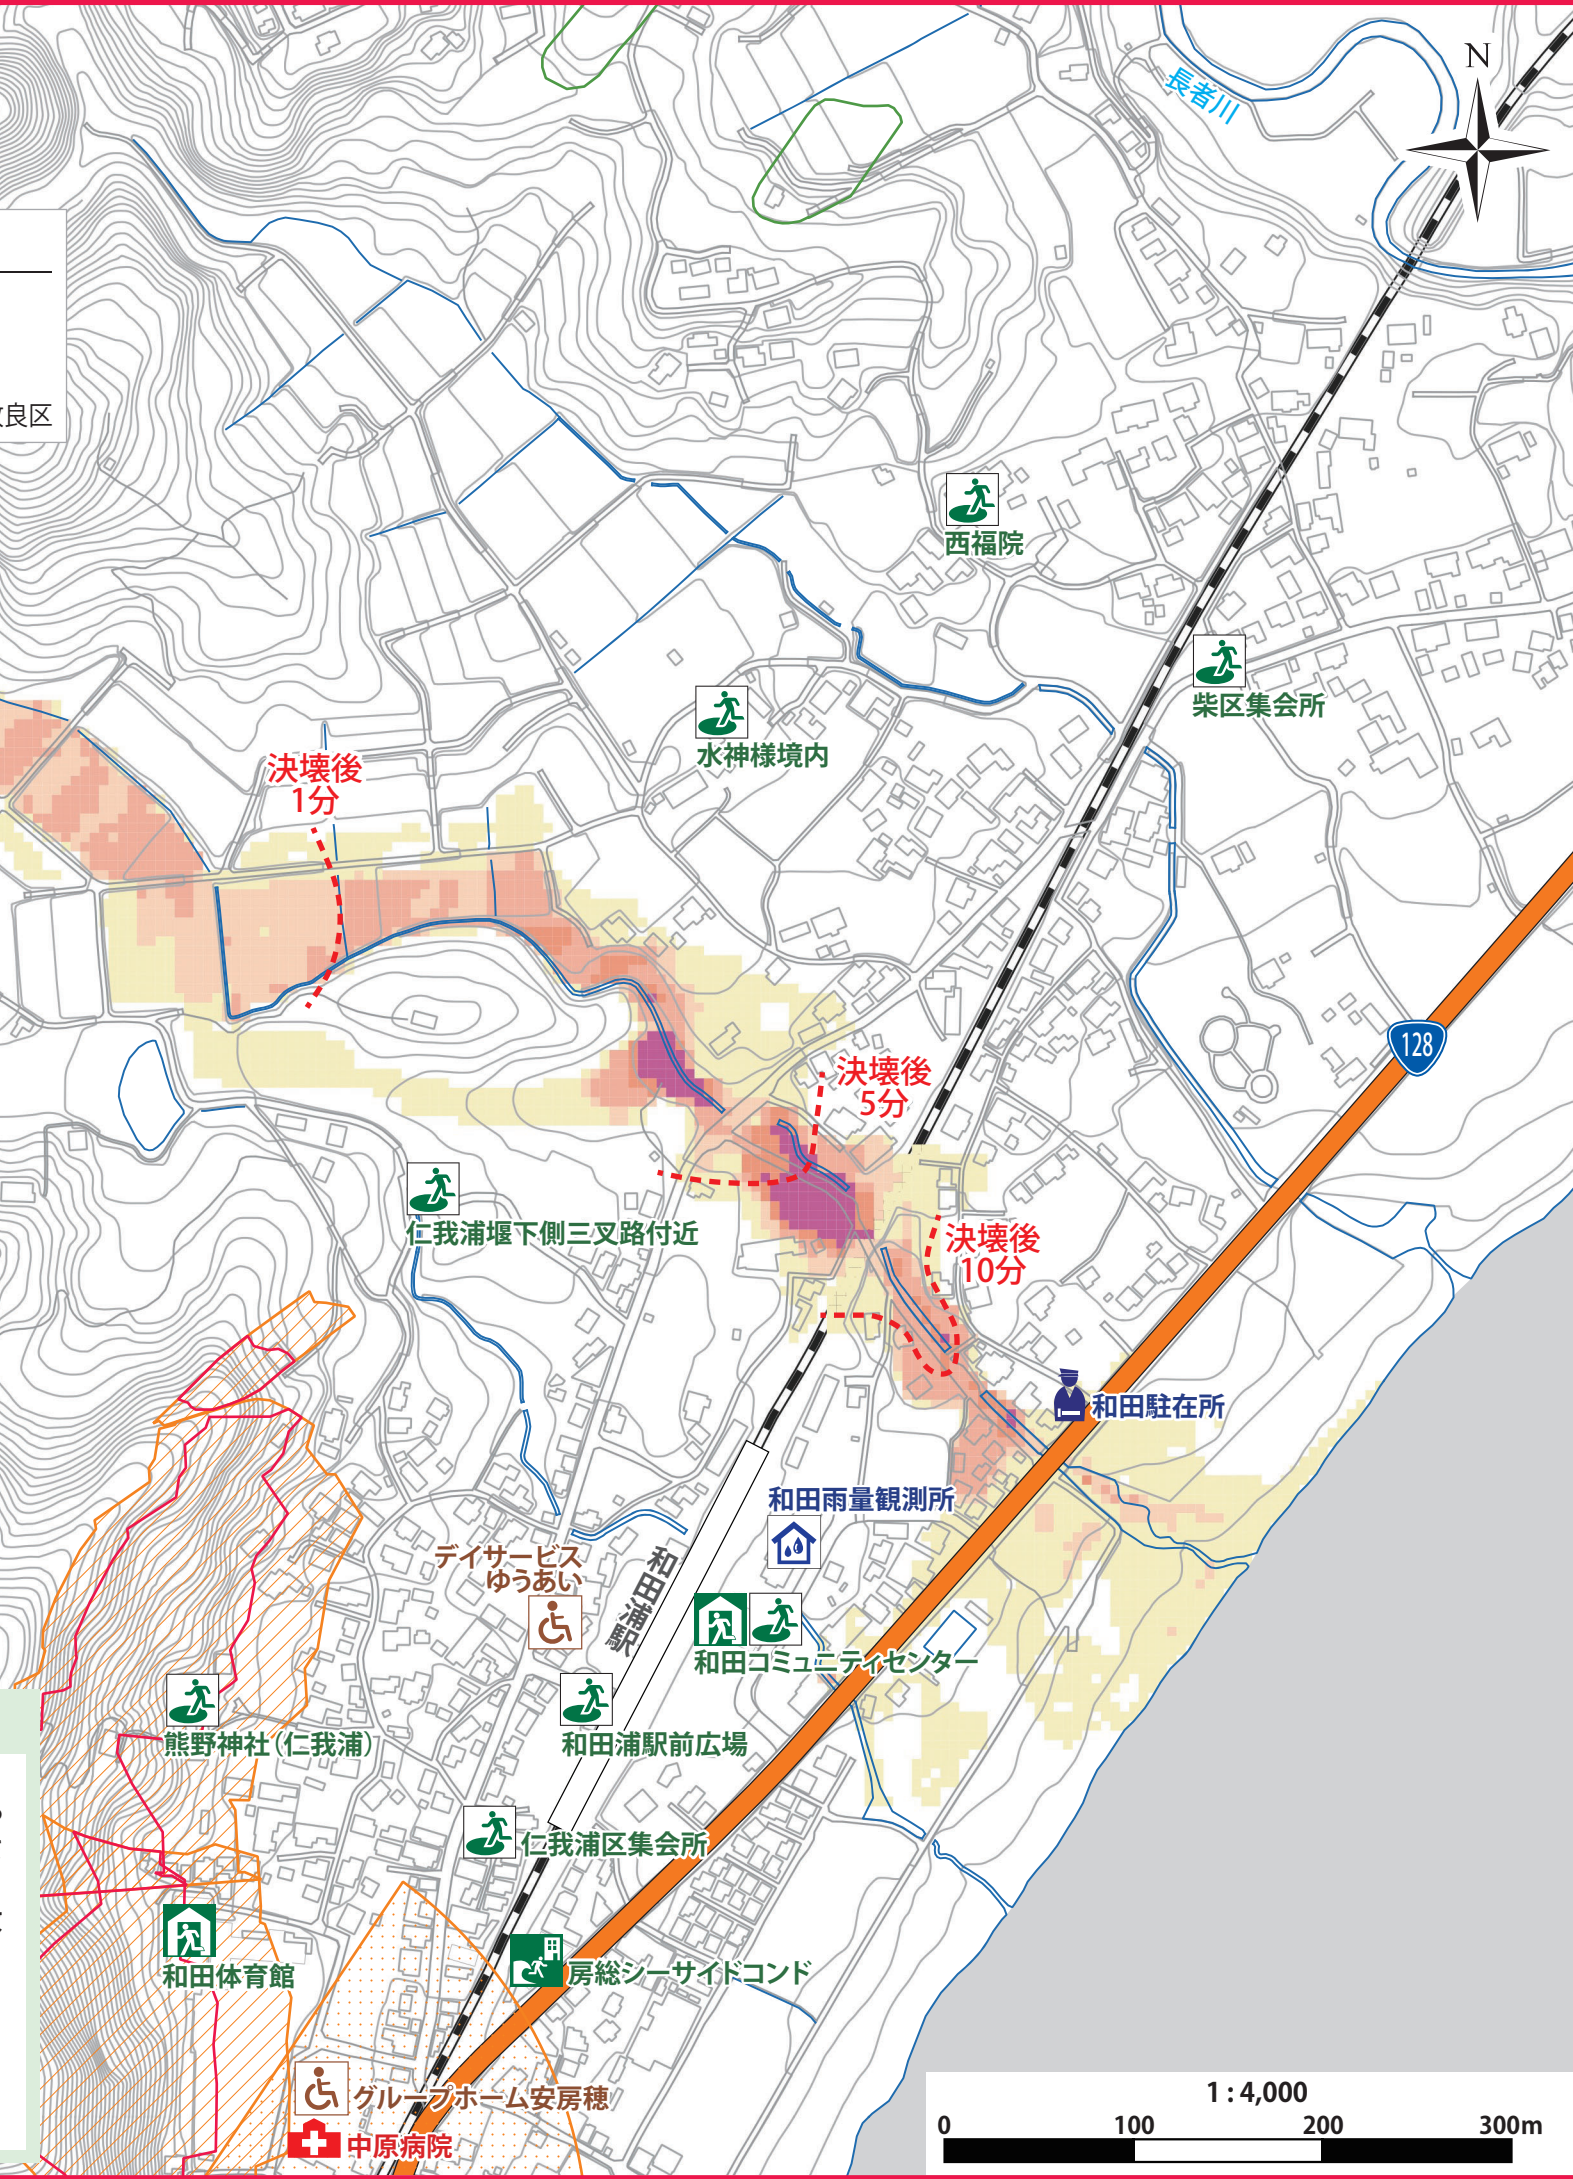 長者川
N
良区
西福院
柴区集会所
水神様境内
決壊後
1分
128
決壊後
5分
仁我浦堰下側三叉路付近
決壊後
10分
和田駐在所
和田雨量観測所
デイサービス
ゆうあい
和田浦駅
和田コミュニティセンター
熊野神社（仁我浦）
和田浦駅前広場
仁我浦区集会所
和田体育館
房総シーサイドコンド
グループホーム安房穂
中原病院
1 : 4,000
0 100 200 300m